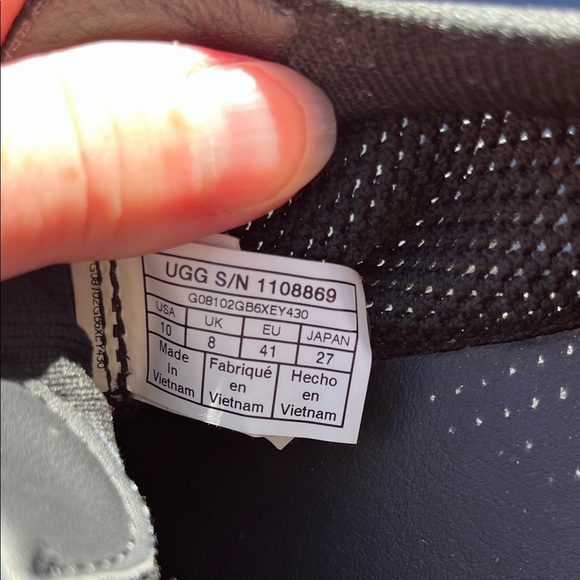 UGG S/N 1108869
G08102GB6XEY430
USA UK EU JAPAN
10 8 41 27
Made in Vietnam
Fabriqué en Vietnam
Hecho en Vietnam